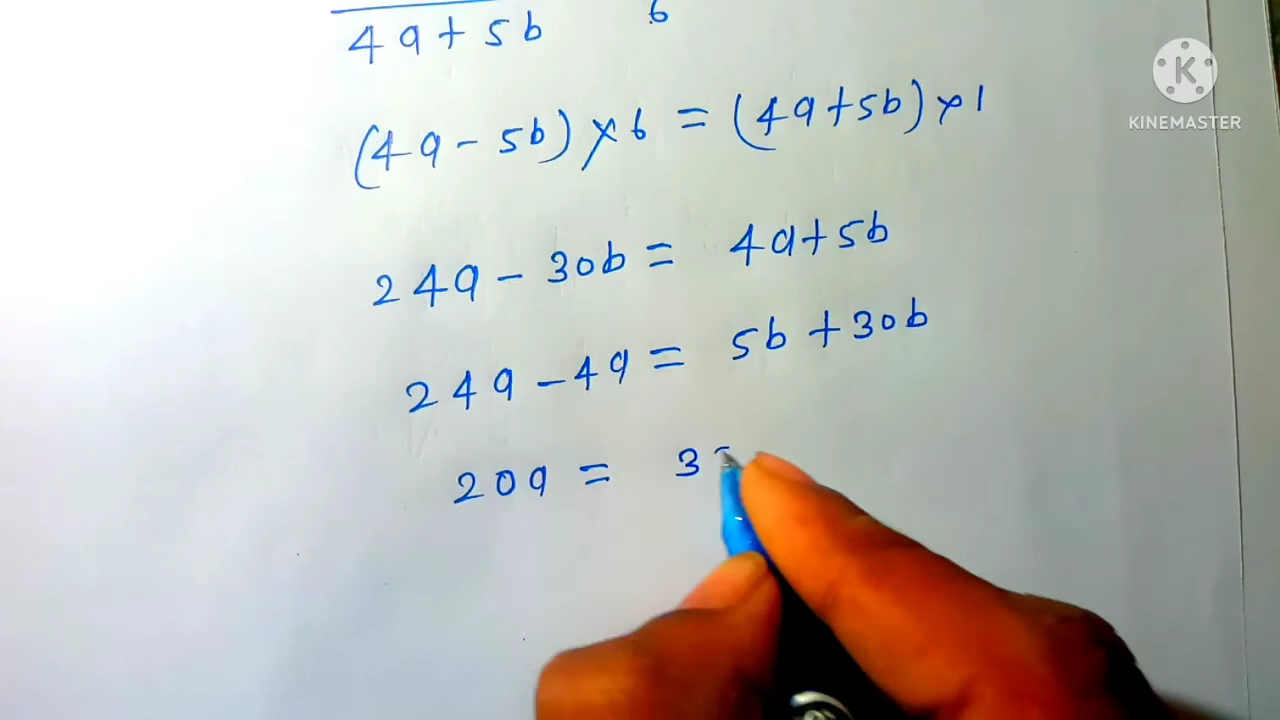 4a + 5b 6
(4a - 5b) × 6 = (4a + 5b) × 1
KINEMASTER
24a - 30b = 4a + 5b
24a - 4a = 5b + 30b
20a = 3